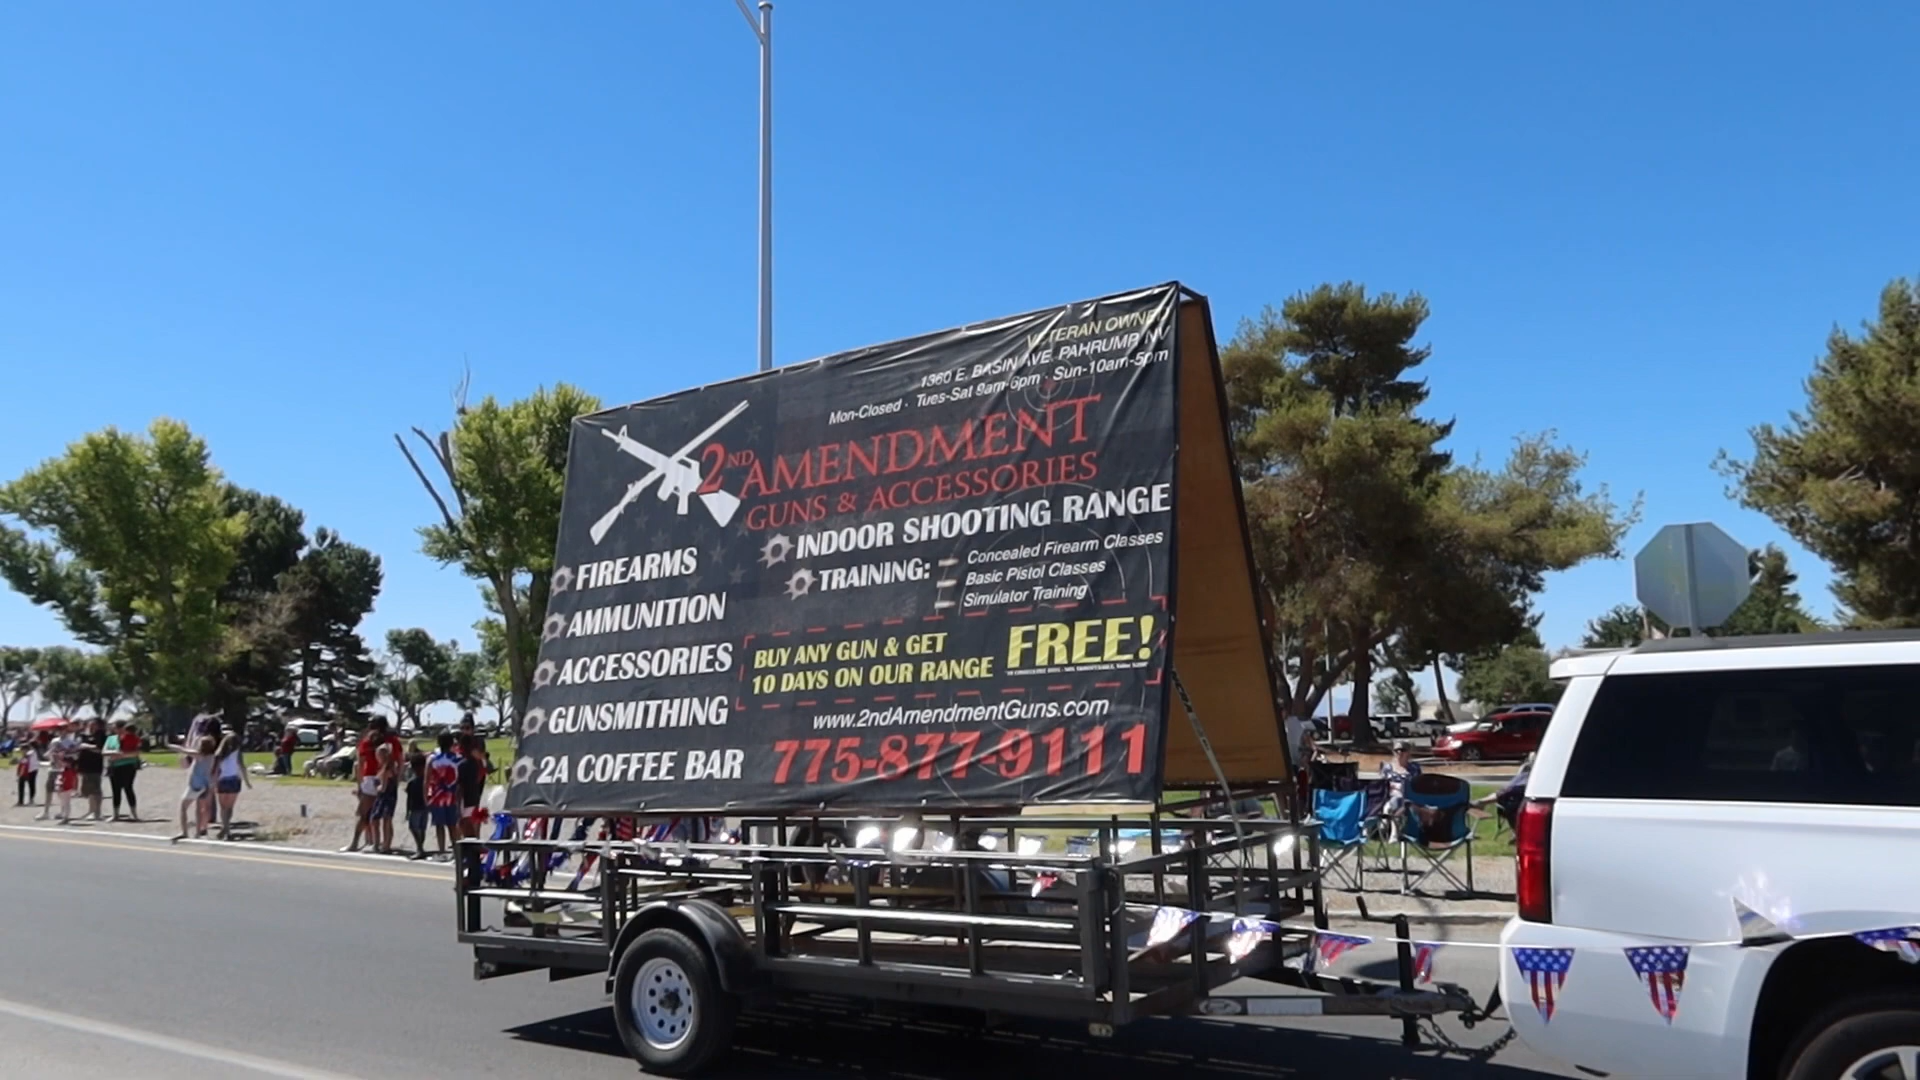 VETERAN OWNED
1360 E. BASIN AVE. PAHRUMP, NV
Mon-Closed · Tues-Sat 9am-6pm · Sun-10am-5pm
2ND AMENDMENT
GUNS & ACCESSORIES
INDOOR SHOOTING RANGE
TRAINING:
Concealed Firearm Classes
Basic Pistol Classes
Simulator Training
FIREARMS
AMMUNITION
ACCESSORIES
GUNSMITHING
2A COFFEE BAR
BUY ANY GUN & GET
10 DAYS ON OUR RANGE
FREE!
www.2ndAmendmentGuns.com
775-877-9111